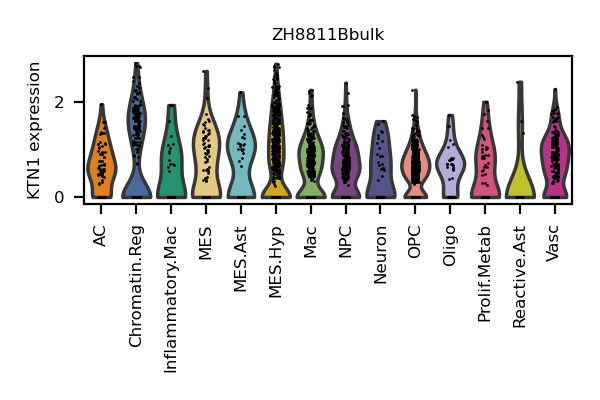 ZH8811Bbulk
KTN1 expression
2
0
AC
Chromatin.Reg
Inflammatory.Mac
MES
MES.Ast
MES.Hyp
Mac
NPC
Neuron
OPC
Oligo
Prolif.Metab
Reactive.Ast
Vasc